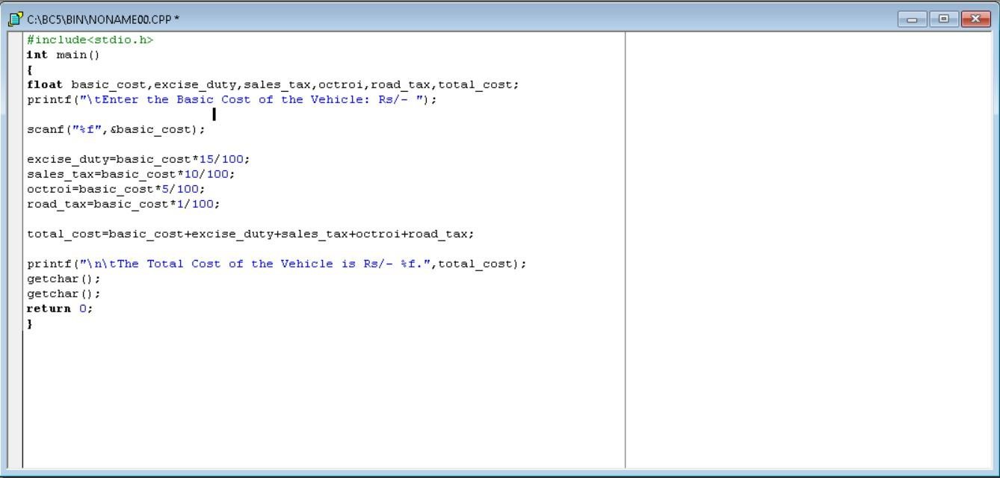 C:\BC5\BIN\NONAME00.CPP *
#include<stdio.h>
int main()
{
float basic_cost,excise_duty,sales_tax,octroi,road_tax,total_cost;
printf("\tEnter the Basic Cost of the Vehicle: Rs/- ");
scanf("%f",&basic_cost);
excise_duty=basic_cost*15/100;
sales_tax=basic_cost*10/100;
octroi=basic_cost*5/100;
road_tax=basic_cost*1/100;
total_cost=basic_cost+excise_duty+sales_tax+octroi+road_tax;
printf("\n\tThe Total Cost of the Vehicle is Rs/- %f.",total_cost);
getchar();
getchar();
return 0;
}